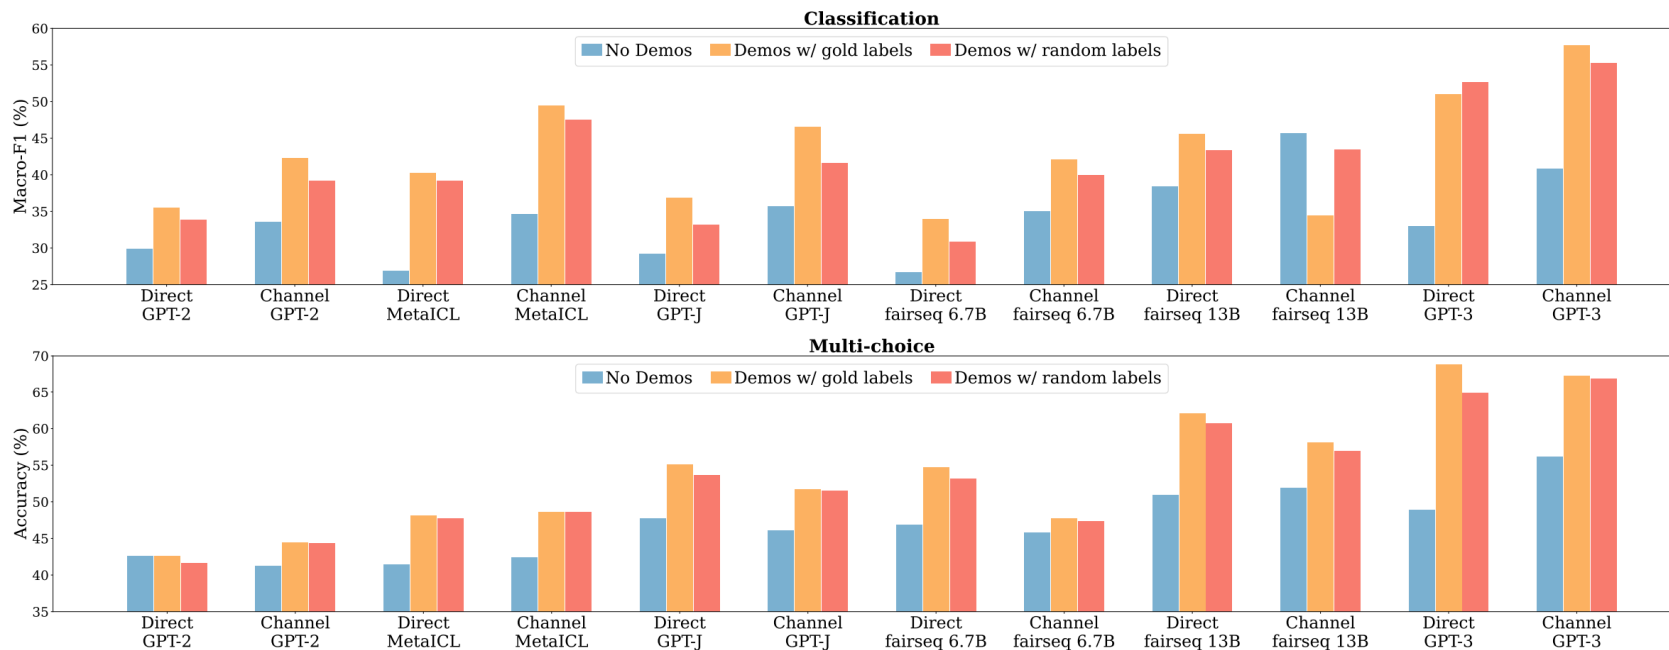 Classification
60
55
50
45
40
35
30
25
Macro-F1 (%)
No Demos Demos w/ gold labels Demos w/ random labels
Direct Channel Direct Channel Direct Channel Direct Channel Direct Channel Direct Channel
GPT-2 GPT-2 MetaICL MetaICL GPT-J GPT-J fairseq 6.7B fairseq 6.7B fairseq 13B fairseq 13B GPT-3 GPT-3
Multi-choice
70
65
60
55
50
45
40
35
Accuracy (%)
No Demos Demos w/ gold labels Demos w/ random labels
Direct Channel Direct Channel Direct Channel Direct Channel Direct Channel Direct Channel
GPT-2 GPT-2 MetaICL MetaICL GPT-J GPT-J fairseq 6.7B fairseq 6.7B fairseq 13B fairseq 13B GPT-3 GPT-3